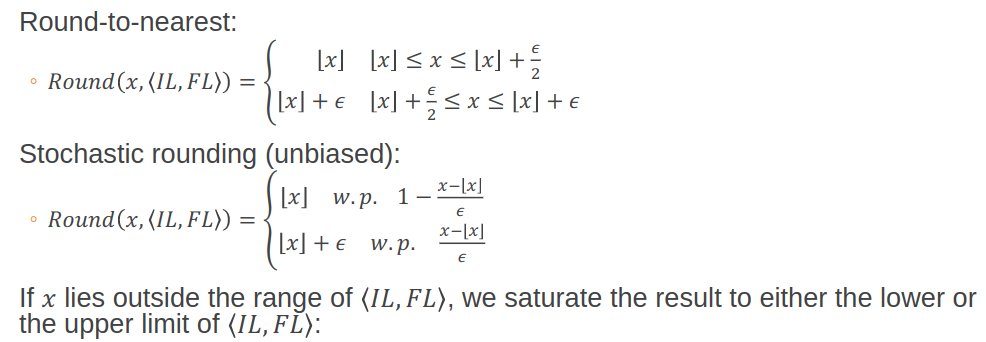 Round-to-nearest:
◦ Round(x, ⟨IL, FL⟩) = { ⌊x⌋   ⌊x⌋ ≤ x ≤ ⌊x⌋ + ϵ/2
⌊x⌋ + ϵ   ⌊x⌋ + ϵ/2 ≤ x ≤ ⌊x⌋ + ϵ
Stochastic rounding (unbiased):
◦ Round(x, ⟨IL, FL⟩) = { ⌊x⌋   w.p.   1 − (x−⌊x⌋)/ϵ
⌊x⌋ + ϵ   w.p.   (x−⌊x⌋)/ϵ
If x lies outside the range of ⟨IL, FL⟩, we saturate the result to either the lower or
the upper limit of ⟨IL, FL⟩: